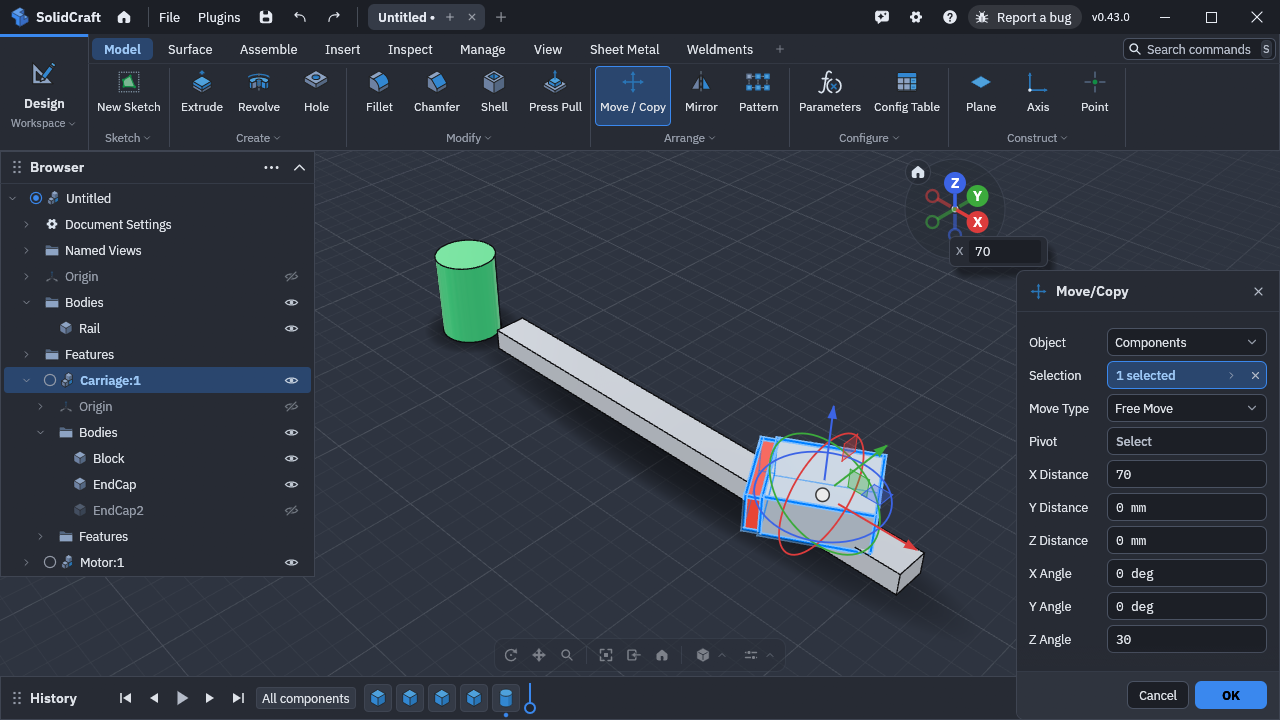 SolidCraft
File
Plugins
Untitled •
Report a bug
v0.43.0
Design
Workspace
Model
Surface
Assemble
Insert
Inspect
Manage
View
Sheet Metal
Weldments
Search commands
S
New Sketch
Extrude
Revolve
Hole
Fillet
Chamfer
Shell
Press Pull
Move / Copy
Mirror
Pattern
Parameters
Config Table
Plane
Axis
Point
Sketch
Create
Modify
Arrange
Configure
Construct
Browser
Untitled
Document Settings
Named Views
Origin
Bodies
Rail
Features
Carriage:1
Origin
Bodies
Block
EndCap
EndCap2
Features
Motor:1
Z
Y
X
X 70
Move/Copy
Object Components
Selection 1 selected
Move Type Free Move
Pivot Select
X Distance 70
Y Distance 0 mm
Z Distance 0 mm
X Angle 0 deg
Y Angle 0 deg
Z Angle 30
Cancel
OK
History
All components